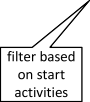 filter based
on start
activities